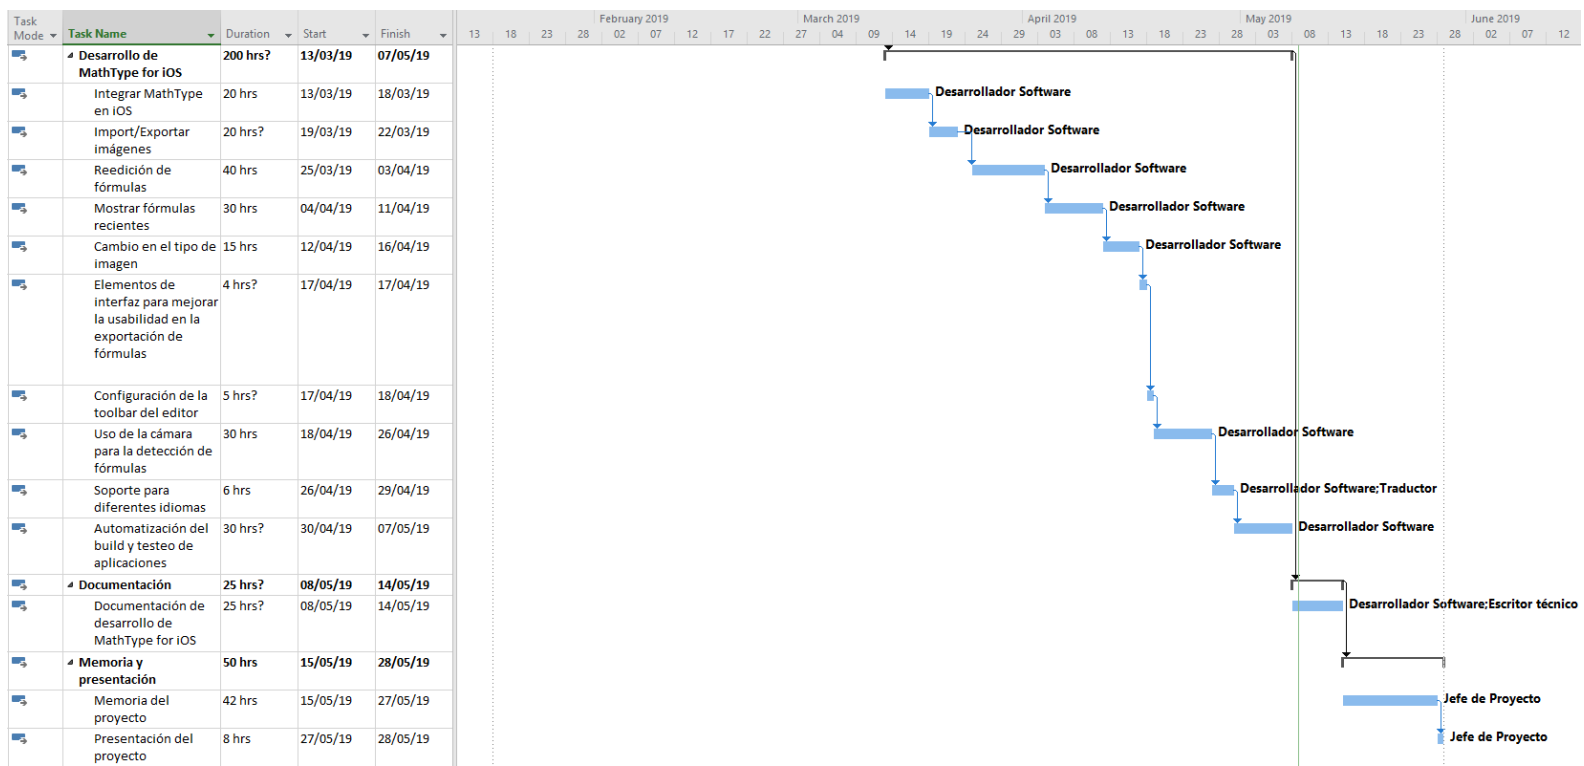 Task Mode Task Name Duration Start Finish
February 2019 March 2019 April 2019 May 2019 June 2019
13 18 23 28 02 07 12 17 22 27 04 09 14 19 24 29 03 08 13 18 23 28 03 08 13 18 23 28 02 07 12
Desarrollo de 200 hrs? 13/03/19 07/05/19
MathType for iOS
Integrar MathType 20 hrs 13/03/19 18/03/19 Desarrollador Software
en iOS
Import/Exportar 20 hrs? 19/03/19 22/03/19 Desarrollador Software
imágenes
Reedición de 40 hrs 25/03/19 03/04/19 Desarrollador Software
fórmulas
Mostrar fórmulas 30 hrs 04/04/19 11/04/19 Desarrollador Software
recientes
Cambio en el tipo de 15 hrs 12/04/19 16/04/19 Desarrollador Software
imagen
Elementos de 4 hrs? 17/04/19 17/04/19
interfaz para mejorar
la usabilidad en la
exportación de
fórmulas
Configuración de la 5 hrs? 17/04/19 18/04/19
toolbar del editor
Uso de la cámara 30 hrs 18/04/19 26/04/19 Desarrollador Software
para la detección de
fórmulas
Soporte para 6 hrs 26/04/19 29/04/19 Desarrollador Software;Traductor
diferentes idiomas
Automatización del 30 hrs? 30/04/19 07/05/19 Desarrollador Software
build y testeo de
aplicaciones
Documentación 25 hrs? 08/05/19 14/05/19
Documentación de 25 hrs? 08/05/19 14/05/19 Desarrollador Software;Escritor técnico
desarrollo de
MathType for iOS
Memoria y 50 hrs 15/05/19 28/05/19
presentación
Memoria del 42 hrs 15/05/19 27/05/19 Jefe de Proyecto
proyecto
Presentación del 8 hrs 27/05/19 28/05/19 Jefe de Proyecto
proyecto